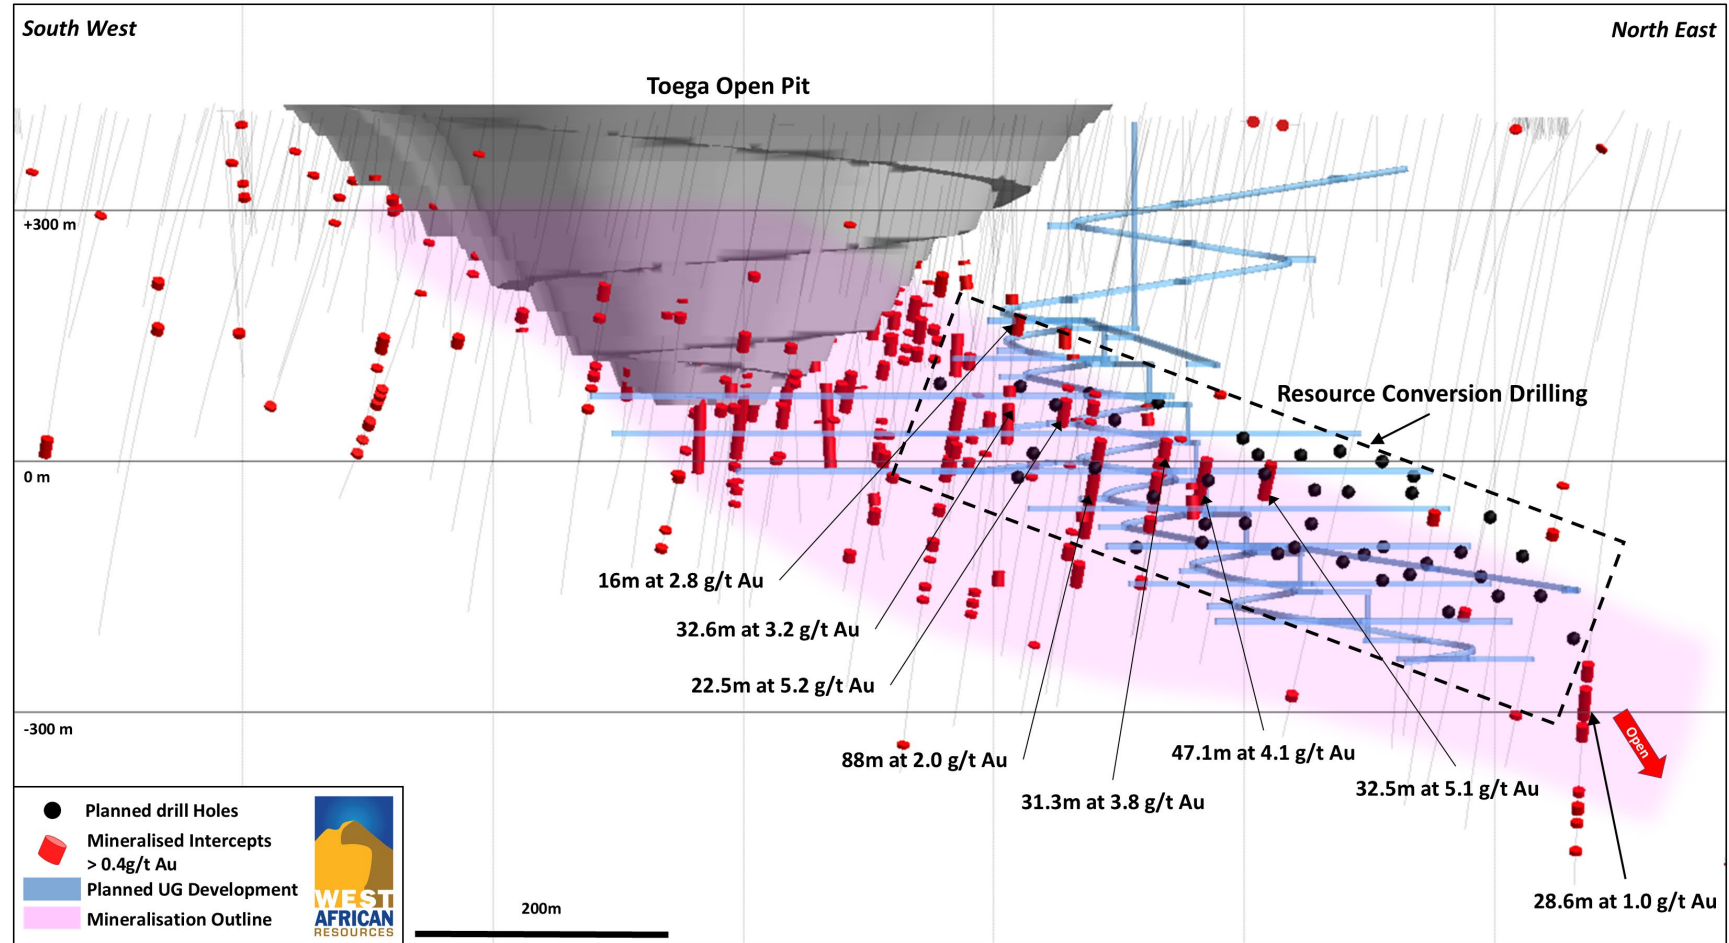 South West
North East
Toega Open Pit
+300 m
Resource Conversion Drilling
0 m
16m at 2.8 g/t Au
32.6m at 3.2 g/t Au
22.5m at 5.2 g/t Au
-300 m
88m at 2.0 g/t Au
47.1m at 4.1 g/t Au
Open
31.3m at 3.8 g/t Au
32.5m at 5.1 g/t Au
28.6m at 1.0 g/t Au
Planned drill Holes
Mineralised Intercepts
> 0.4g/t Au
Planned UG Development
Mineralisation Outline
WEST
AFRICAN
RESOURCES
200m